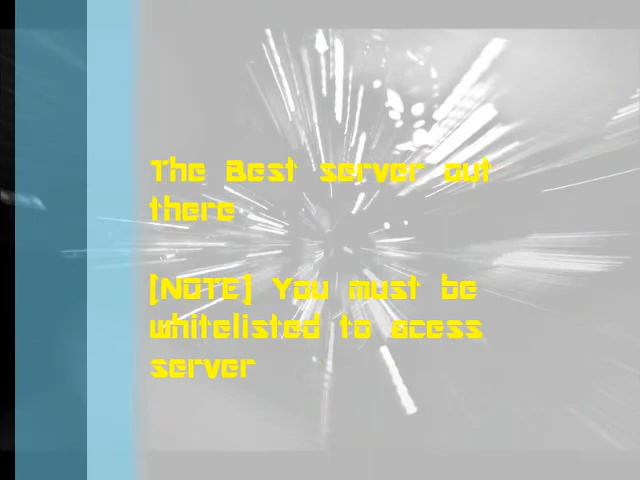 The Best server out
there
[NOTE] You must be
whitelisted to acess
server